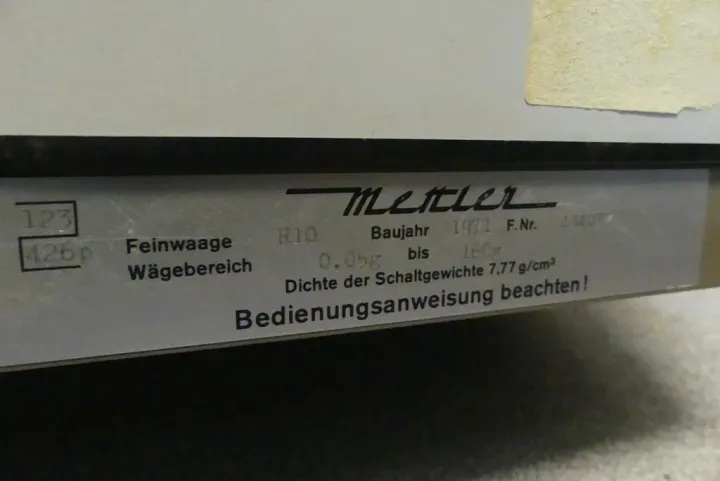 Mettler
123
426p
Feinwaage H10 Baujahr 1971 F.Nr.
Wägebereich 0.05g bis 160g
Dichte der Schaltgewichte 7,77 g/cm³
Bedienungsanweisung beachten!